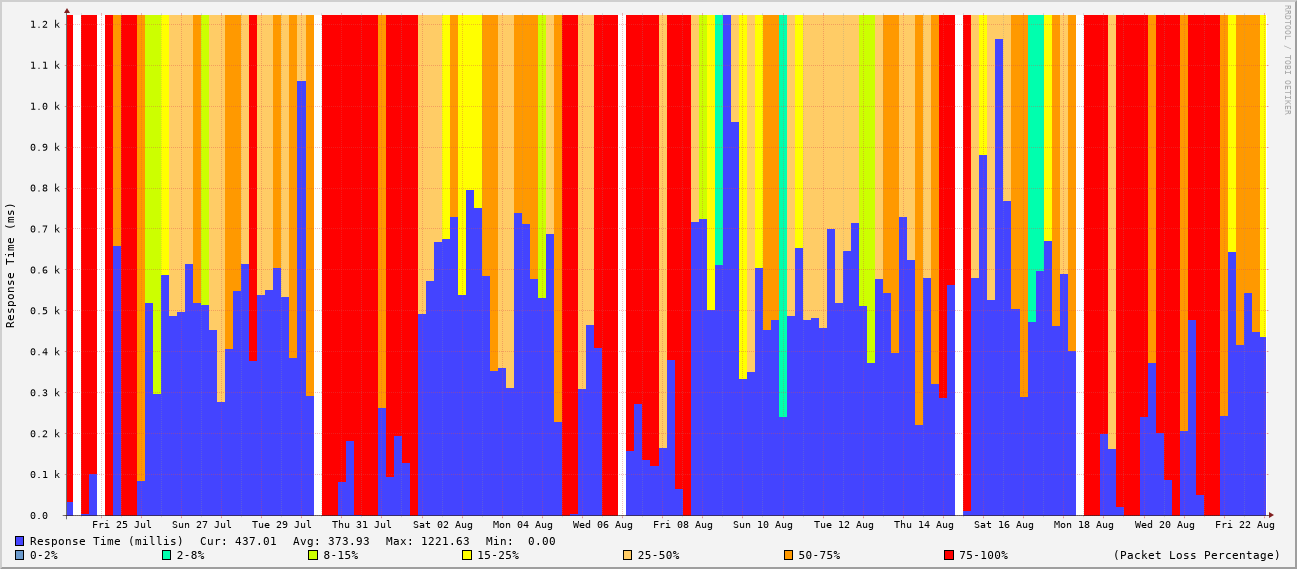 RRDTOOL / TOBI OETIKER
Response Time (ms)
1.2 k
1.1 k
1.0 k
0.9 k
0.8 k
0.7 k
0.6 k
0.5 k
0.4 k
0.3 k
0.2 k
0.1 k
0.0
Fri 25 Jul Sun 27 Jul Tue 29 Jul Thu 31 Jul Sat 02 Aug Mon 04 Aug Wed 06 Aug Fri 08 Aug Sun 10 Aug Tue 12 Aug Thu 14 Aug Sat 16 Aug Mon 18 Aug Wed 20 Aug Fri 22 Aug
Response Time (millis) Cur: 437.01 Avg: 373.93 Max: 1221.63 Min: 0.00
0-2% 2-8% 8-15% 15-25% 25-50% 50-75% 75-100% (Packet Loss Percentage)